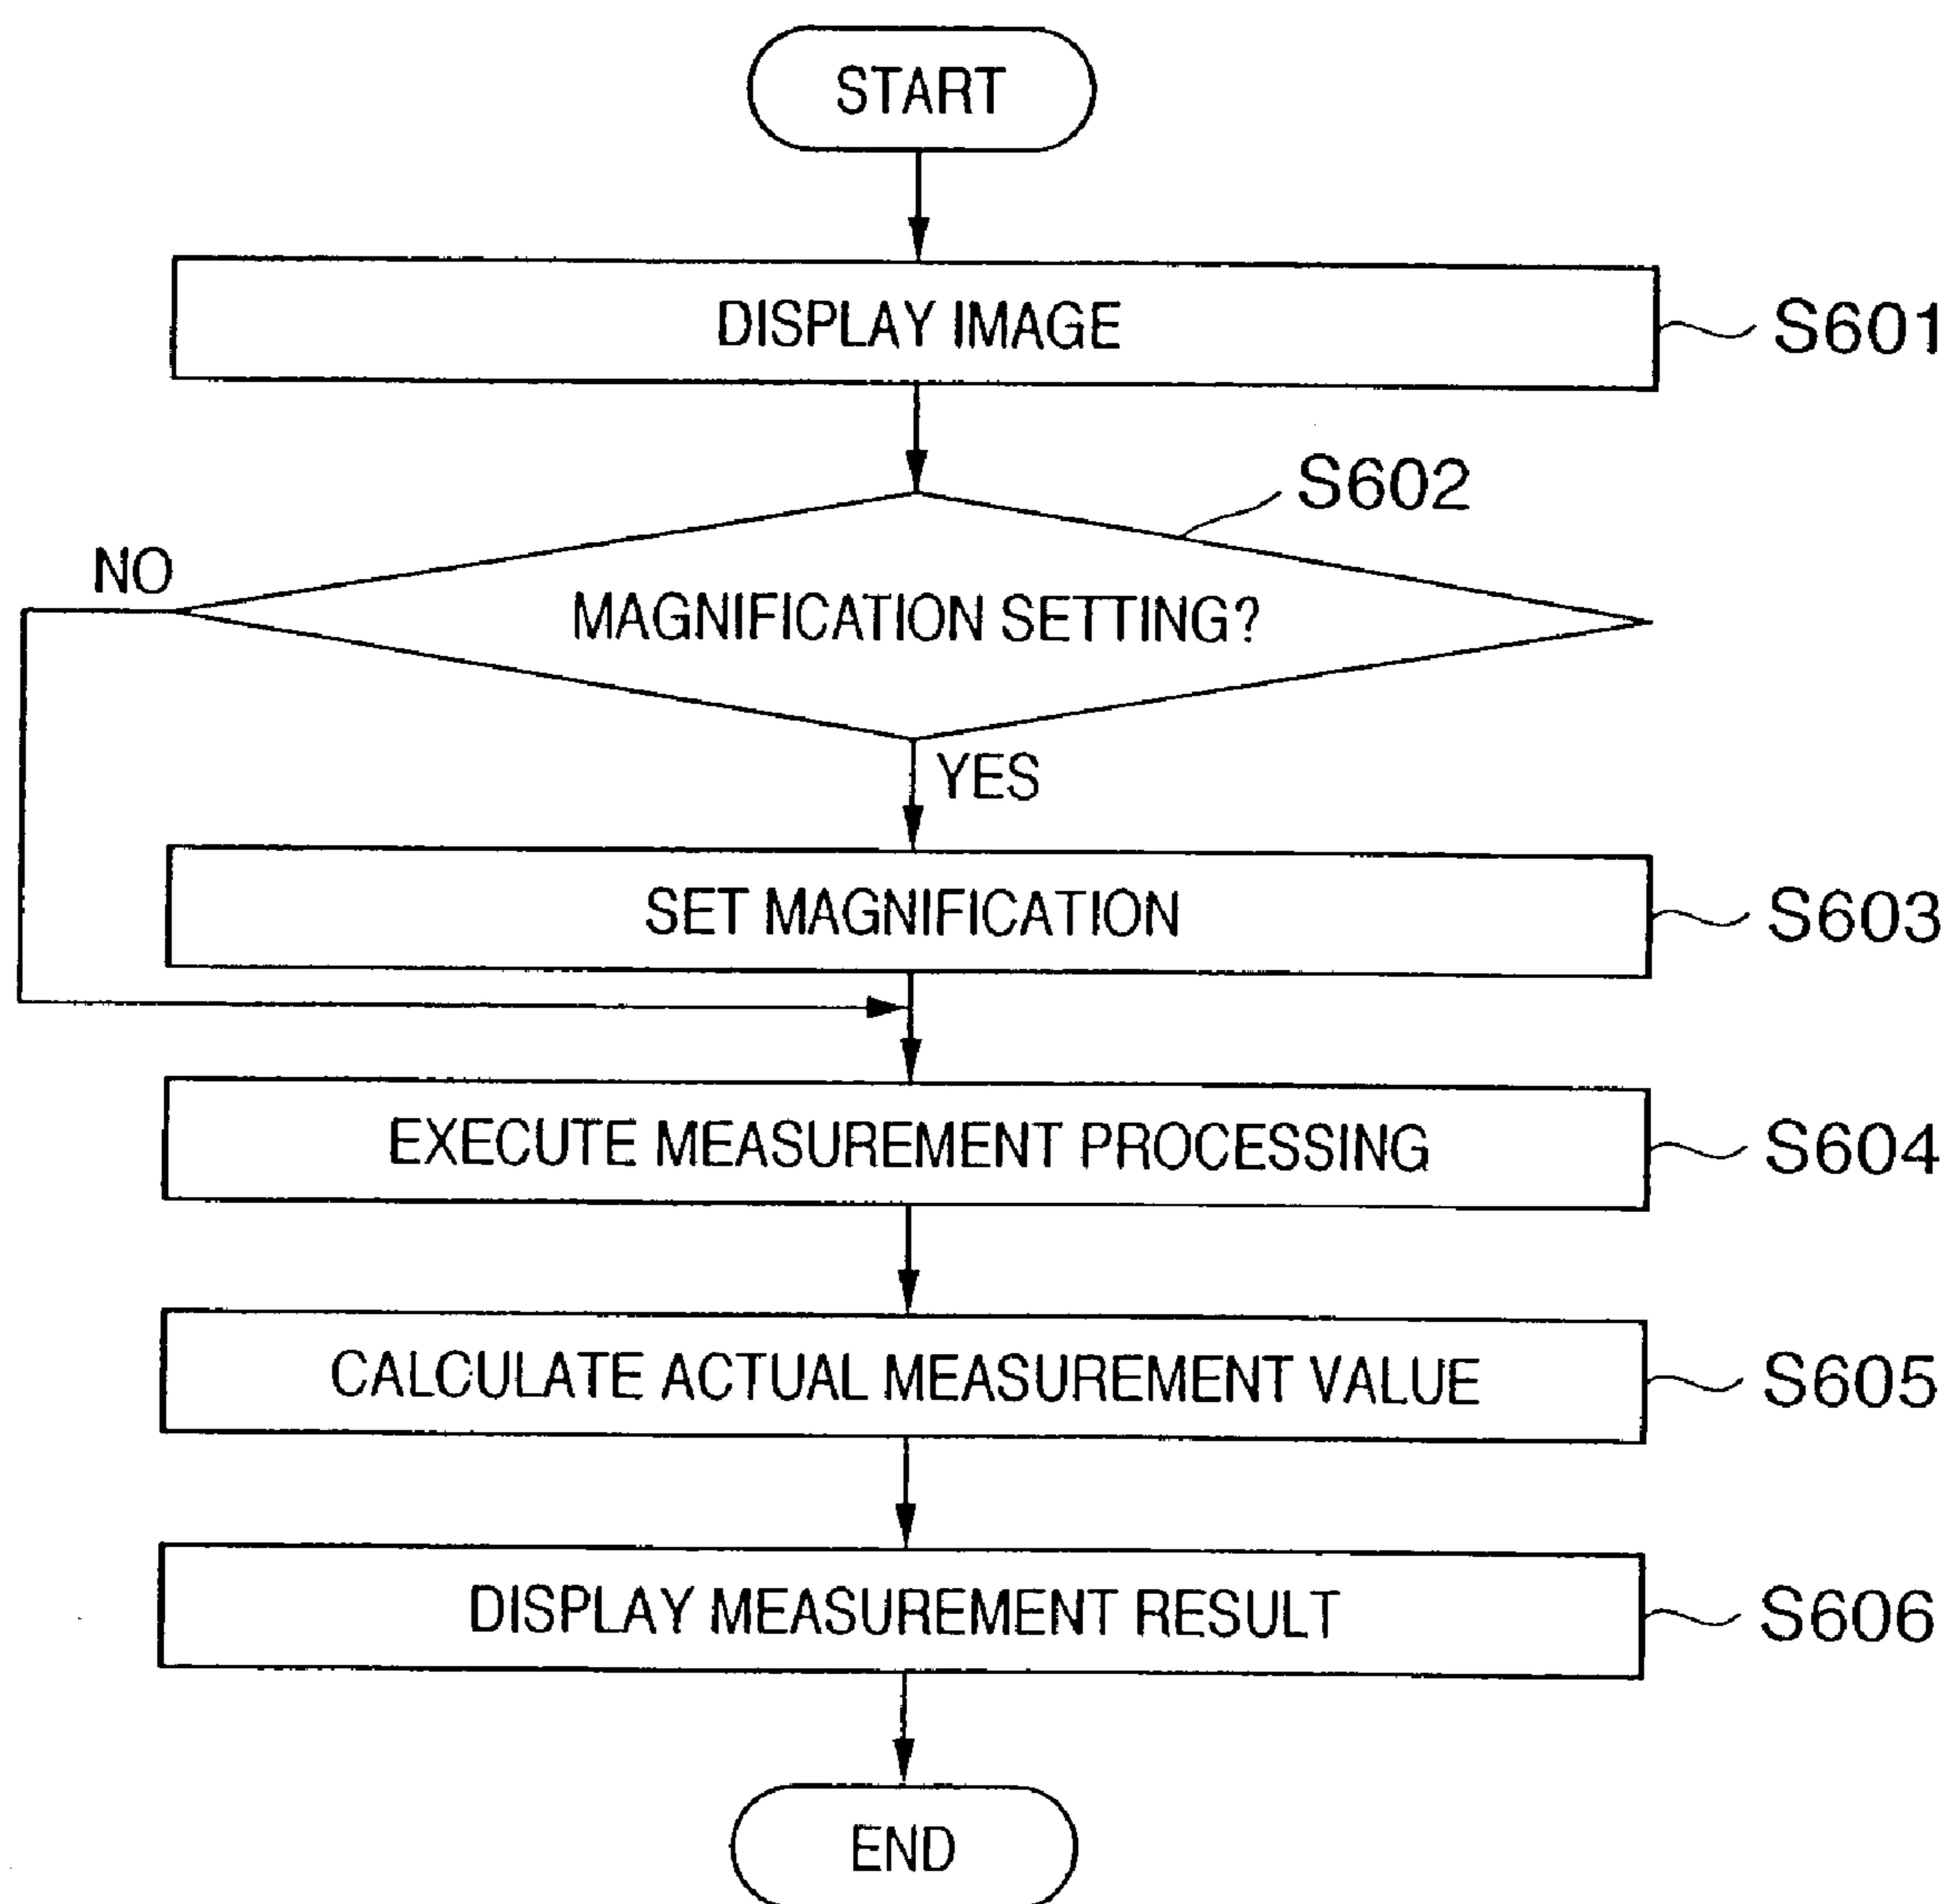 START
DISPLAY IMAGE
S601
S602
NO
MAGNIFICATION SETTING?
YES
SET MAGNIFICATION
S603
EXECUTE MEASUREMENT PROCESSING
S604
CALCULATE ACTUAL MEASUREMENT VALUE
S605
DISPLAY MEASUREMENT RESULT
S606
END